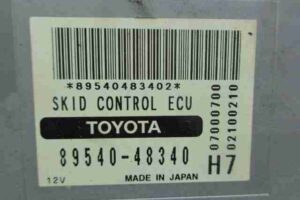 *89540483402*
SKID CONTROL ECU
TOYOTA
89540-48340
H7
12V
MADE IN JAPAN
07000700
02100210